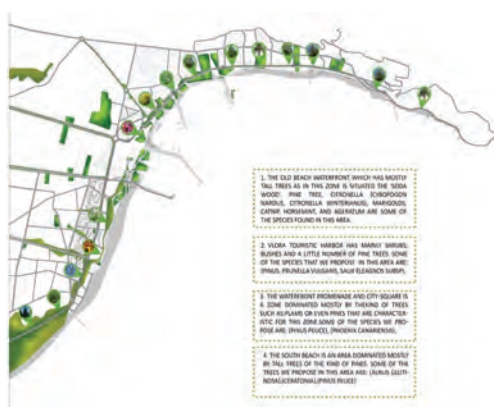 1. THE OLD BEACH WATERFRONT WHICH HAS MOSTLY
TALL TREES AS IN THIS ZONE IS SITUATED THE 'SODA
WOOD'. PINE TREE, CITRONELLA (CYBOPOGON
NARDUS, CITRONELLA WINTERIANUS), MARIGOLDS,
CATNIP, HORSEMINT, AND AGERATUM ARE SOME OF
THE SPECIES FOUND IN THIS AREA.
2. VLORA TOURISTIC HARBOR HAS MAINLY SHRUBS,
BUSHES AND A LITTLE NUMBER OF PINE TREES. SOME
OF THE SPECIES THAT WE PROPOSE IN THIS AREA ARE:
(PINUS, PRUNELLA VULGARIS, SALIX ELEAGNOS SUBSP).
3. THE WATERFRONT PROMENADE AND CITY SQUARE IS
A ZONE DOMINATED MOSTLY BY THE KIND OF TREES
SUCH AS PLAMS OR EVEN PINES THAT ARE CHARACTER-
ISTIC FOR THIS ZONE. SOME OF THE SPECIES WE PRO-
POSE ARE: (PINUS PEUCE), (PHOENIX CANARIENSIS),
4. THE SOUTH BEACH IS AN AREA DOMINATED MOSTLY
BY TALL TREES OF THE KIND OF PINES. SOME OF THE
TREES WE PROPOSE IN THIS AREA ARE: (ALNUS GLUTI-
NOSA),(CERATONIA),(PINUS PEUCE)